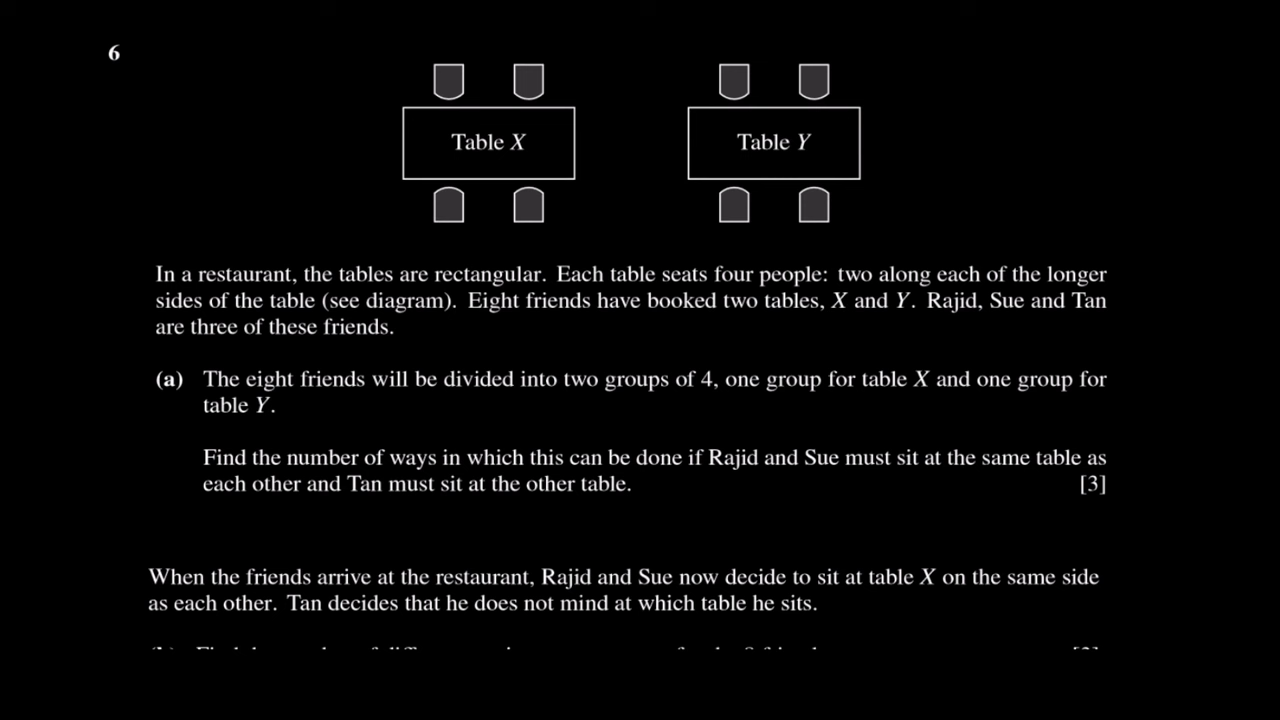 6
Table X
Table Y
In a restaurant, the tables are rectangular. Each table seats four people: two along each of the longer
sides of the table (see diagram). Eight friends have booked two tables, X and Y. Rajid, Sue and Tan
are three of these friends.
(a) The eight friends will be divided into two groups of 4, one group for table X and one group for
table Y.
Find the number of ways in which this can be done if Rajid and Sue must sit at the same table as
each other and Tan must sit at the other table. [3]
When the friends arrive at the restaurant, Rajid and Sue now decide to sit at table X on the same side
as each other. Tan decides that he does not mind at which table he sits.